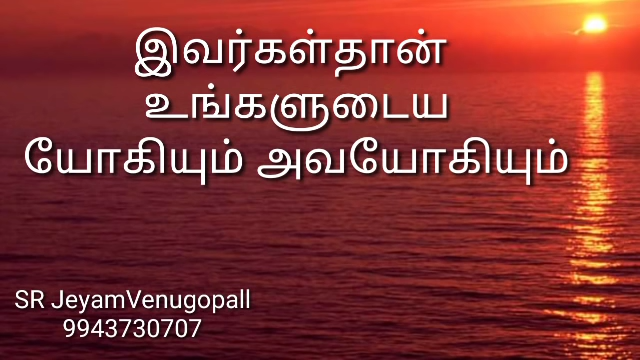 இவர்கள்தான்
உங்களுடைய
யோகியும் அவயோகியும்
SR JeyamVenugopall
9943730707